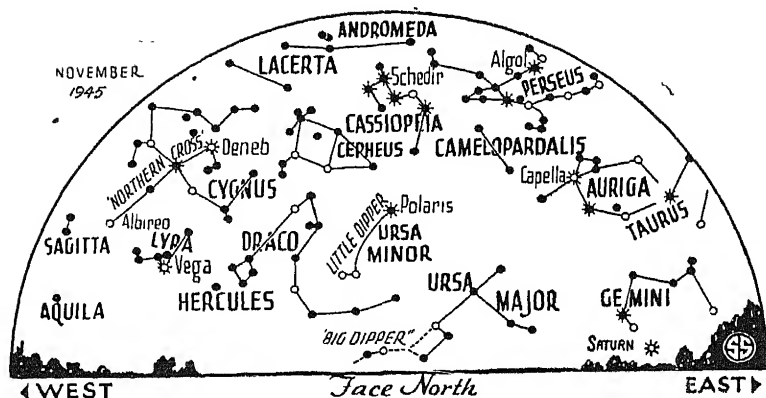 ANDROMEDA
NOVEMBER
1945
LACERTA
Schedir
Algol
PERSEUS
CASSIOPEIA
CEPHEUS
CAMELOPARDALIS
'NORTHERN CROSS'
Deneb
CYGNUS
Capella
AURIGA
TAURUS
Albireo
SAGITTA
LYRA
Vega
DRACO
LITTLE DIPPER
Polaris
URSA
MINOR
HERCULES
AQUILA
URSA MAJOR
GEMINI
'BIG DIPPER"
SATURN
SS
WEST
Face North
EAST